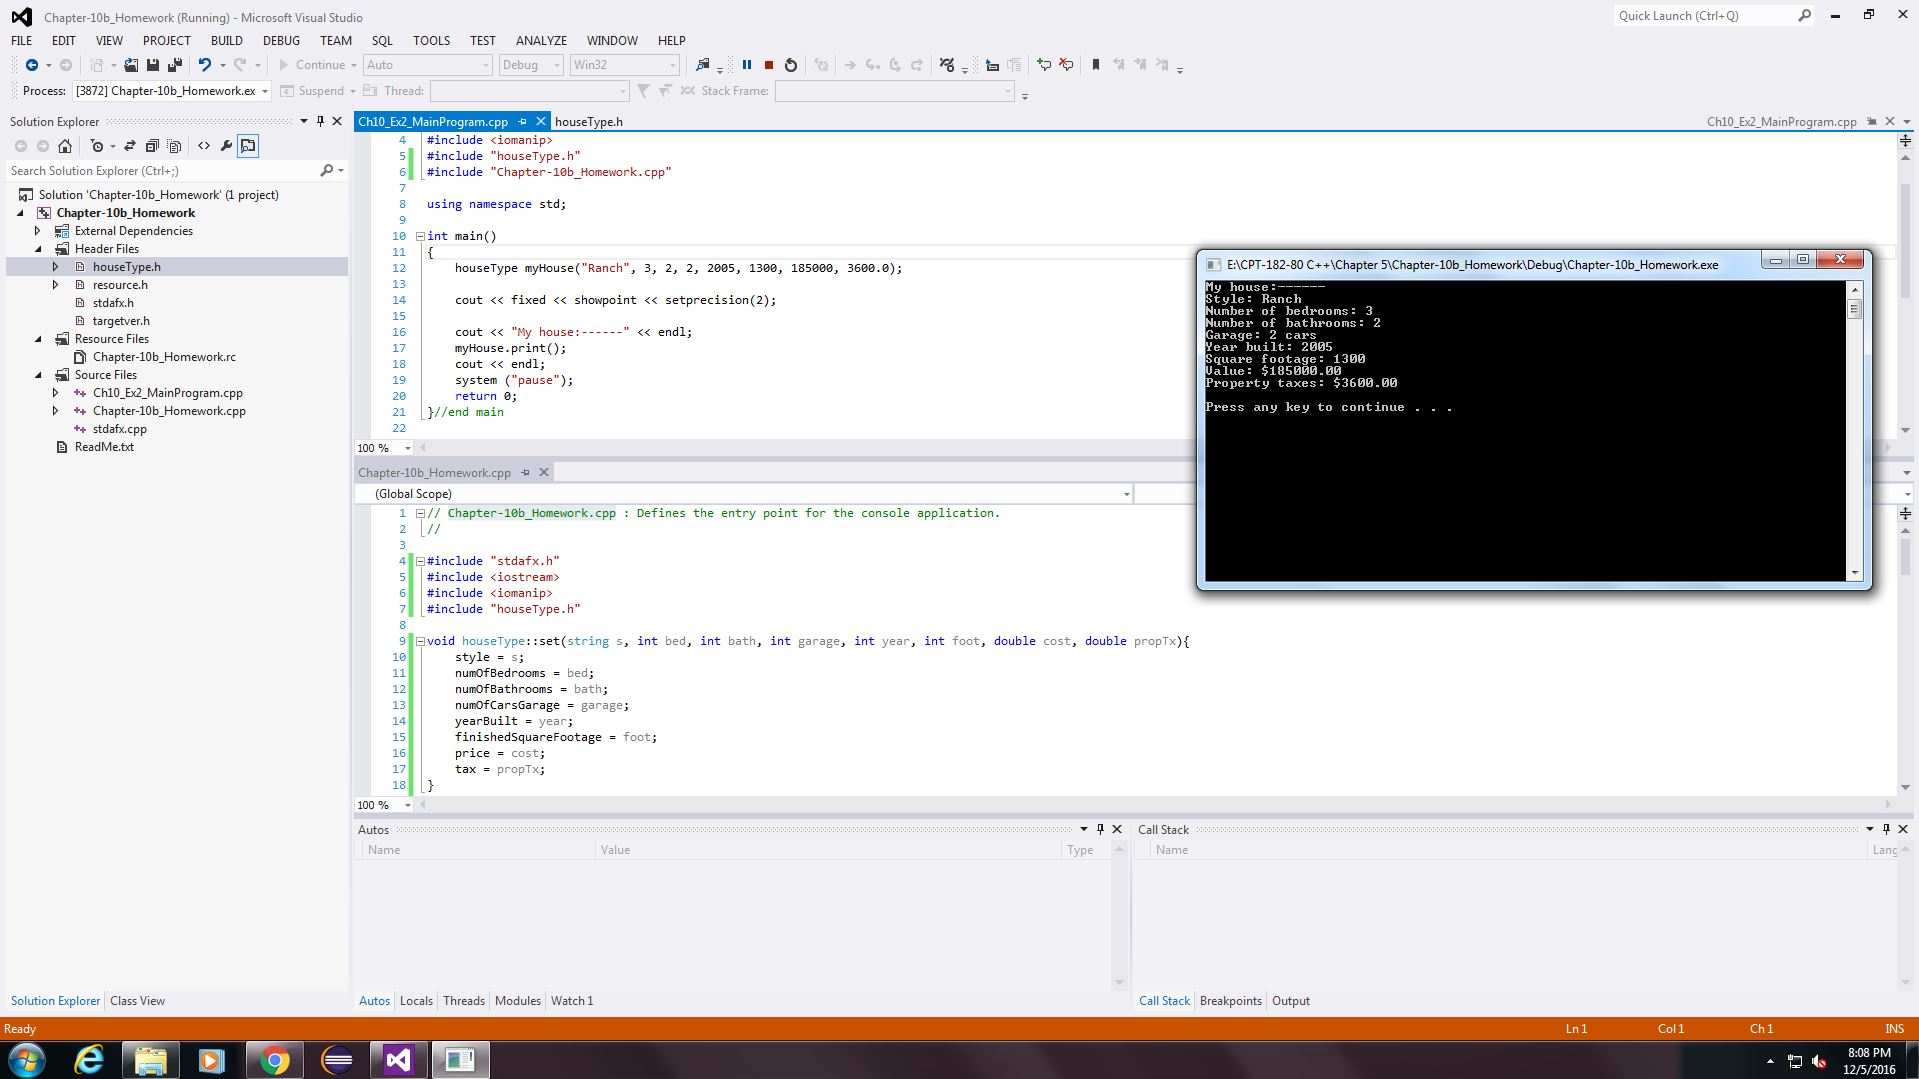 Chapter-10b_Homework (Running) - Microsoft Visual Studio
Quick Launch (Ctrl+Q)
FILE EDIT VIEW PROJECT BUILD DEBUG TEAM SQL TOOLS TEST ANALYZE WINDOW HELP
Continue Auto Debug Win32
Process: [3872] Chapter-10b_Homework.ex Suspend Thread: Stack Frame:
Solution Explorer
Search Solution Explorer (Ctrl+;)
Solution 'Chapter-10b_Homework' (1 project)
Chapter-10b_Homework
External Dependencies
Header Files
houseType.h
resource.h
stdafx.h
targetver.h
Resource Files
Chapter-10b_Homework.rc
Source Files
Ch10_Ex2_MainProgram.cpp
Chapter-10b_Homework.cpp
stdafx.cpp
ReadMe.txt
Solution Explorer Class View
Ch10_Ex2_MainProgram.cpp houseType.h Ch10_Ex2_MainProgram.cpp
4 #include <iomanip>
5 #include "houseType.h"
6 #include "Chapter-10b_Homework.cpp"
7
8 using namespace std;
9
10 int main()
11 {
12 houseType myHouse("Ranch", 3, 2, 2, 2005, 1300, 185000, 3600.0);
13
14 cout << fixed << showpoint << setprecision(2);
15
16 cout << "My house:------" << endl;
17 myHouse.print();
18 cout << endl;
19 system ("pause");
20 return 0;
21 }//end main
22
100 %
E:\CPT-182-80 C++\Chapter 5\Chapter-10b_Homework\Debug\Chapter-10b_Homework.exe
My house:------
Style: Ranch
Number of bedrooms: 3
Number of bathrooms: 2
Garage: 2 cars
Year built: 2005
Square footage: 1300
Value: $185000.00
Property taxes: $3600.00
Press any key to continue . . .
Chapter-10b_Homework.cpp
(Global Scope)
1 // Chapter-10b_Homework.cpp : Defines the entry point for the console application.
2 //
3
4 #include "stdafx.h"
5 #include <iostream>
6 #include <iomanip>
7 #include "houseType.h"
8
9 void houseType::set(string s, int bed, int bath, int garage, int year, int foot, double cost, double propTx){
10 style = s;
11 numOfBedrooms = bed;
12 numOfBathrooms = bath;
13 numOfCarsGarage = garage;
14 yearBuilt = year;
15 finishedSquareFootage = foot;
16 price = cost;
17 tax = propTx;
18 }
100 %
Autos
Name Value Type
Autos Locals Threads Modules Watch 1
Call Stack
Name Lang
Call Stack Breakpoints Output
Ready Ln 1 Col 1 Ch 1 INS
8:08 PM
12/5/2016